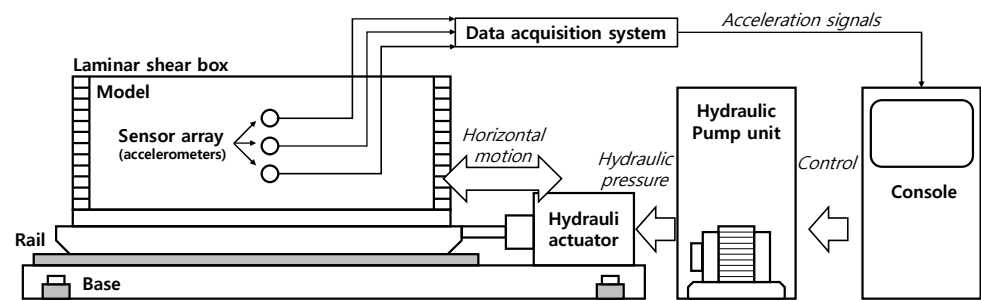 Acceleration signals
Data acquisition system
Laminar shear box
Model
Sensor array
(accelerometers)
Horizontal
motion
Hydraulic
pressure
Hydraulic
Pump unit
Control
Console
Hydrauli
actuator
Rail
Base